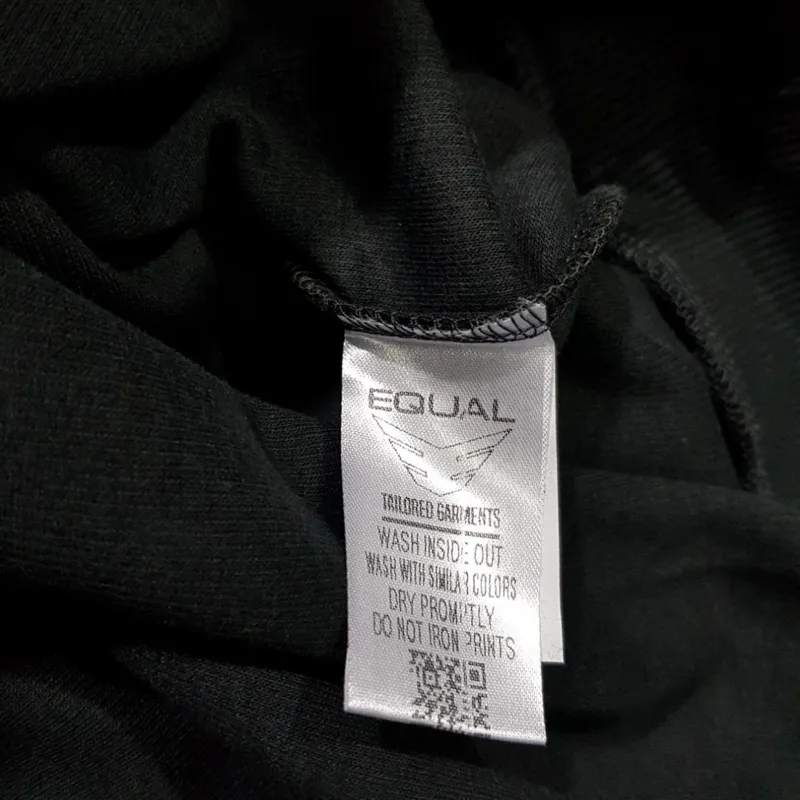 EQUAL
TAILORED GARMENTS
WASH INSIDE OUT
WASH WITH SIMILAR COLORS
DRY PROMPTLY
DO NOT IRON PRINTS